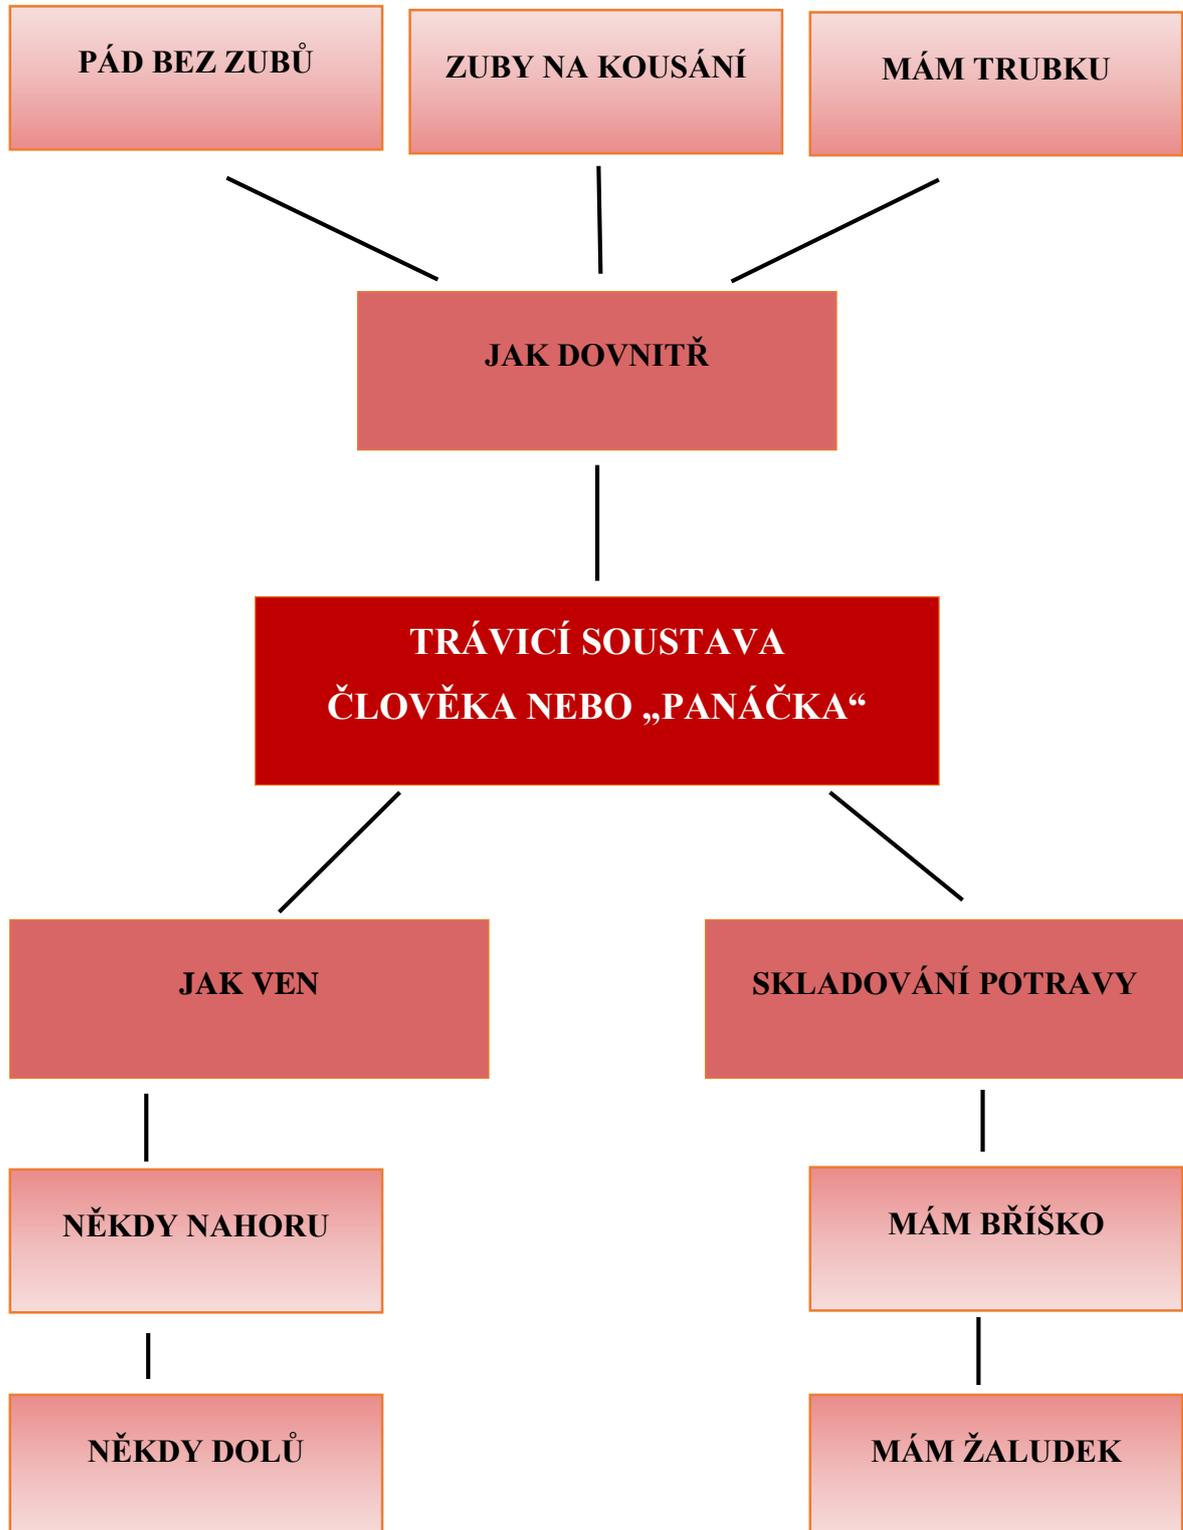 PÁD BEZ ZUBŮ
ZUBY NA KOUSÁNÍ
MÁM TRUBKU
JAK DOVNITŘ
TRÁVICÍ SOUSTAVA
ČLOVĚKA NEBO „PANÁČKA“
JAK VEN
SKLADOVÁNÍ POTRAVY
NĚKDY NAHORU
MÁM BŘÍŠKO
NĚKDY DOLŮ
MÁM ŽALUDEK